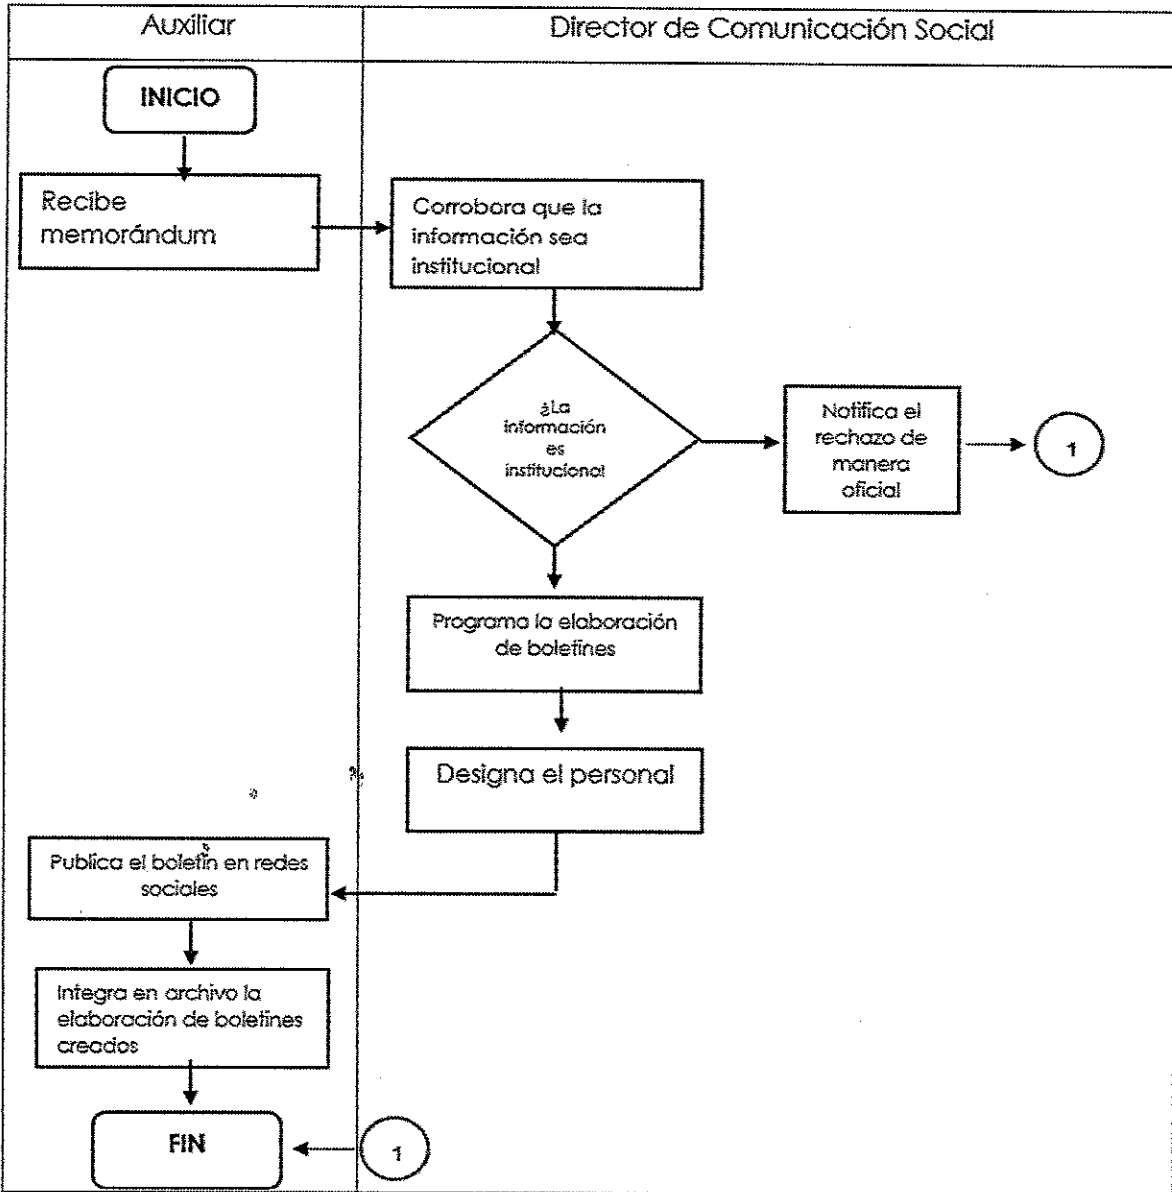 Auxiliar
Director de Comunicación Social
INICIO
Recibe
memorándum
Corrobora que la
información sea
institucional
¿La
información
es
institucional
Notifica el
rechazo de
manera
oficial
1
Programa la elaboración
de boletines
Designa el personal
Publica el boletín en redes
sociales
Integra en archivo la
elaboración de boletines
creados
FIN
1